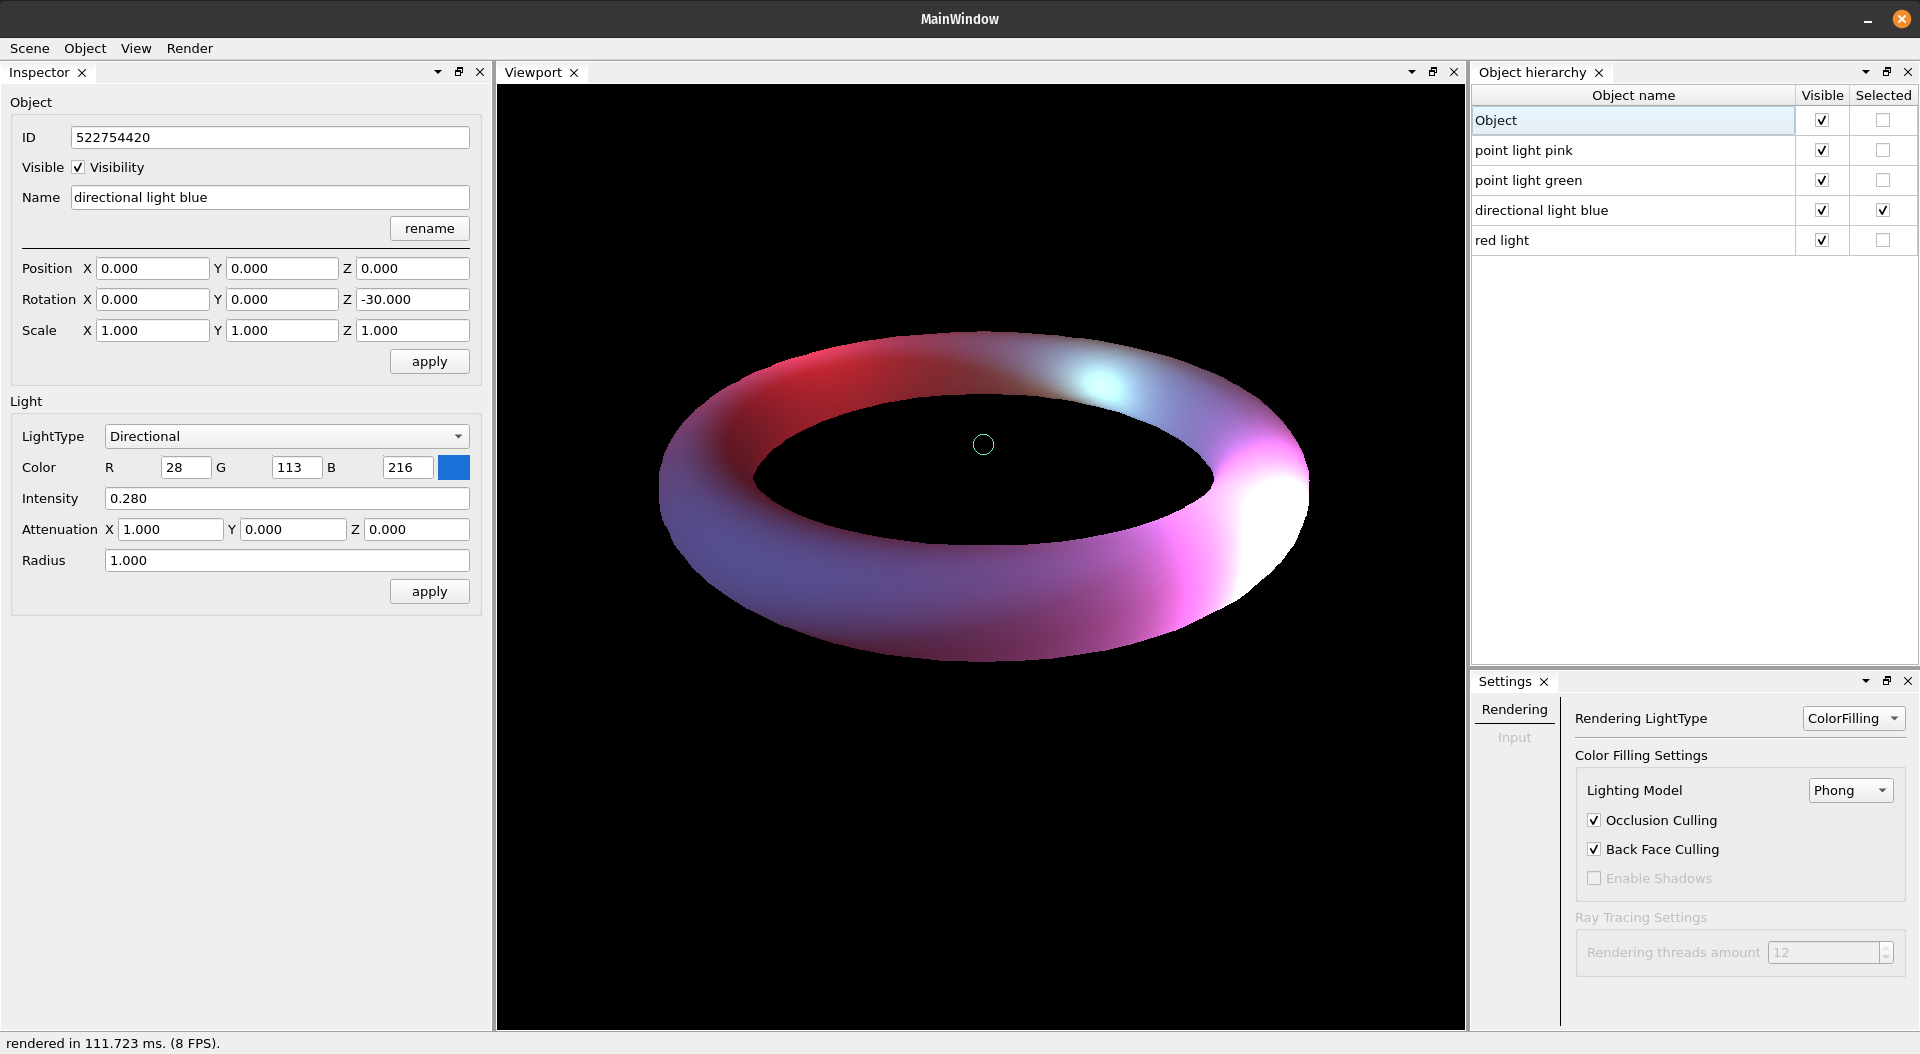 MainWindow
Scene Object View Render
Inspector
Object
ID 522754420
Visible Visibility
Name directional light blue
rename
Position X 0.000 Y 0.000 Z 0.000
Rotation X 0.000 Y 0.000 Z -30.000
Scale X 1.000 Y 1.000 Z 1.000
apply
Light
LightType Directional
Color R 28 G 113 B 216
Intensity 0.280
Attenuation X 1.000 Y 0.000 Z 0.000
Radius 1.000
apply
Viewport
Object hierarchy
Object name Visible Selected
Object
point light pink
point light green
directional light blue
red light
Settings
Rendering
Input
Rendering LightType ColorFilling
Color Filling Settings
Lighting Model Phong
Occlusion Culling
Back Face Culling
Enable Shadows
Ray Tracing Settings
Rendering threads amount 12
rendered in 111.723 ms. (8 FPS).